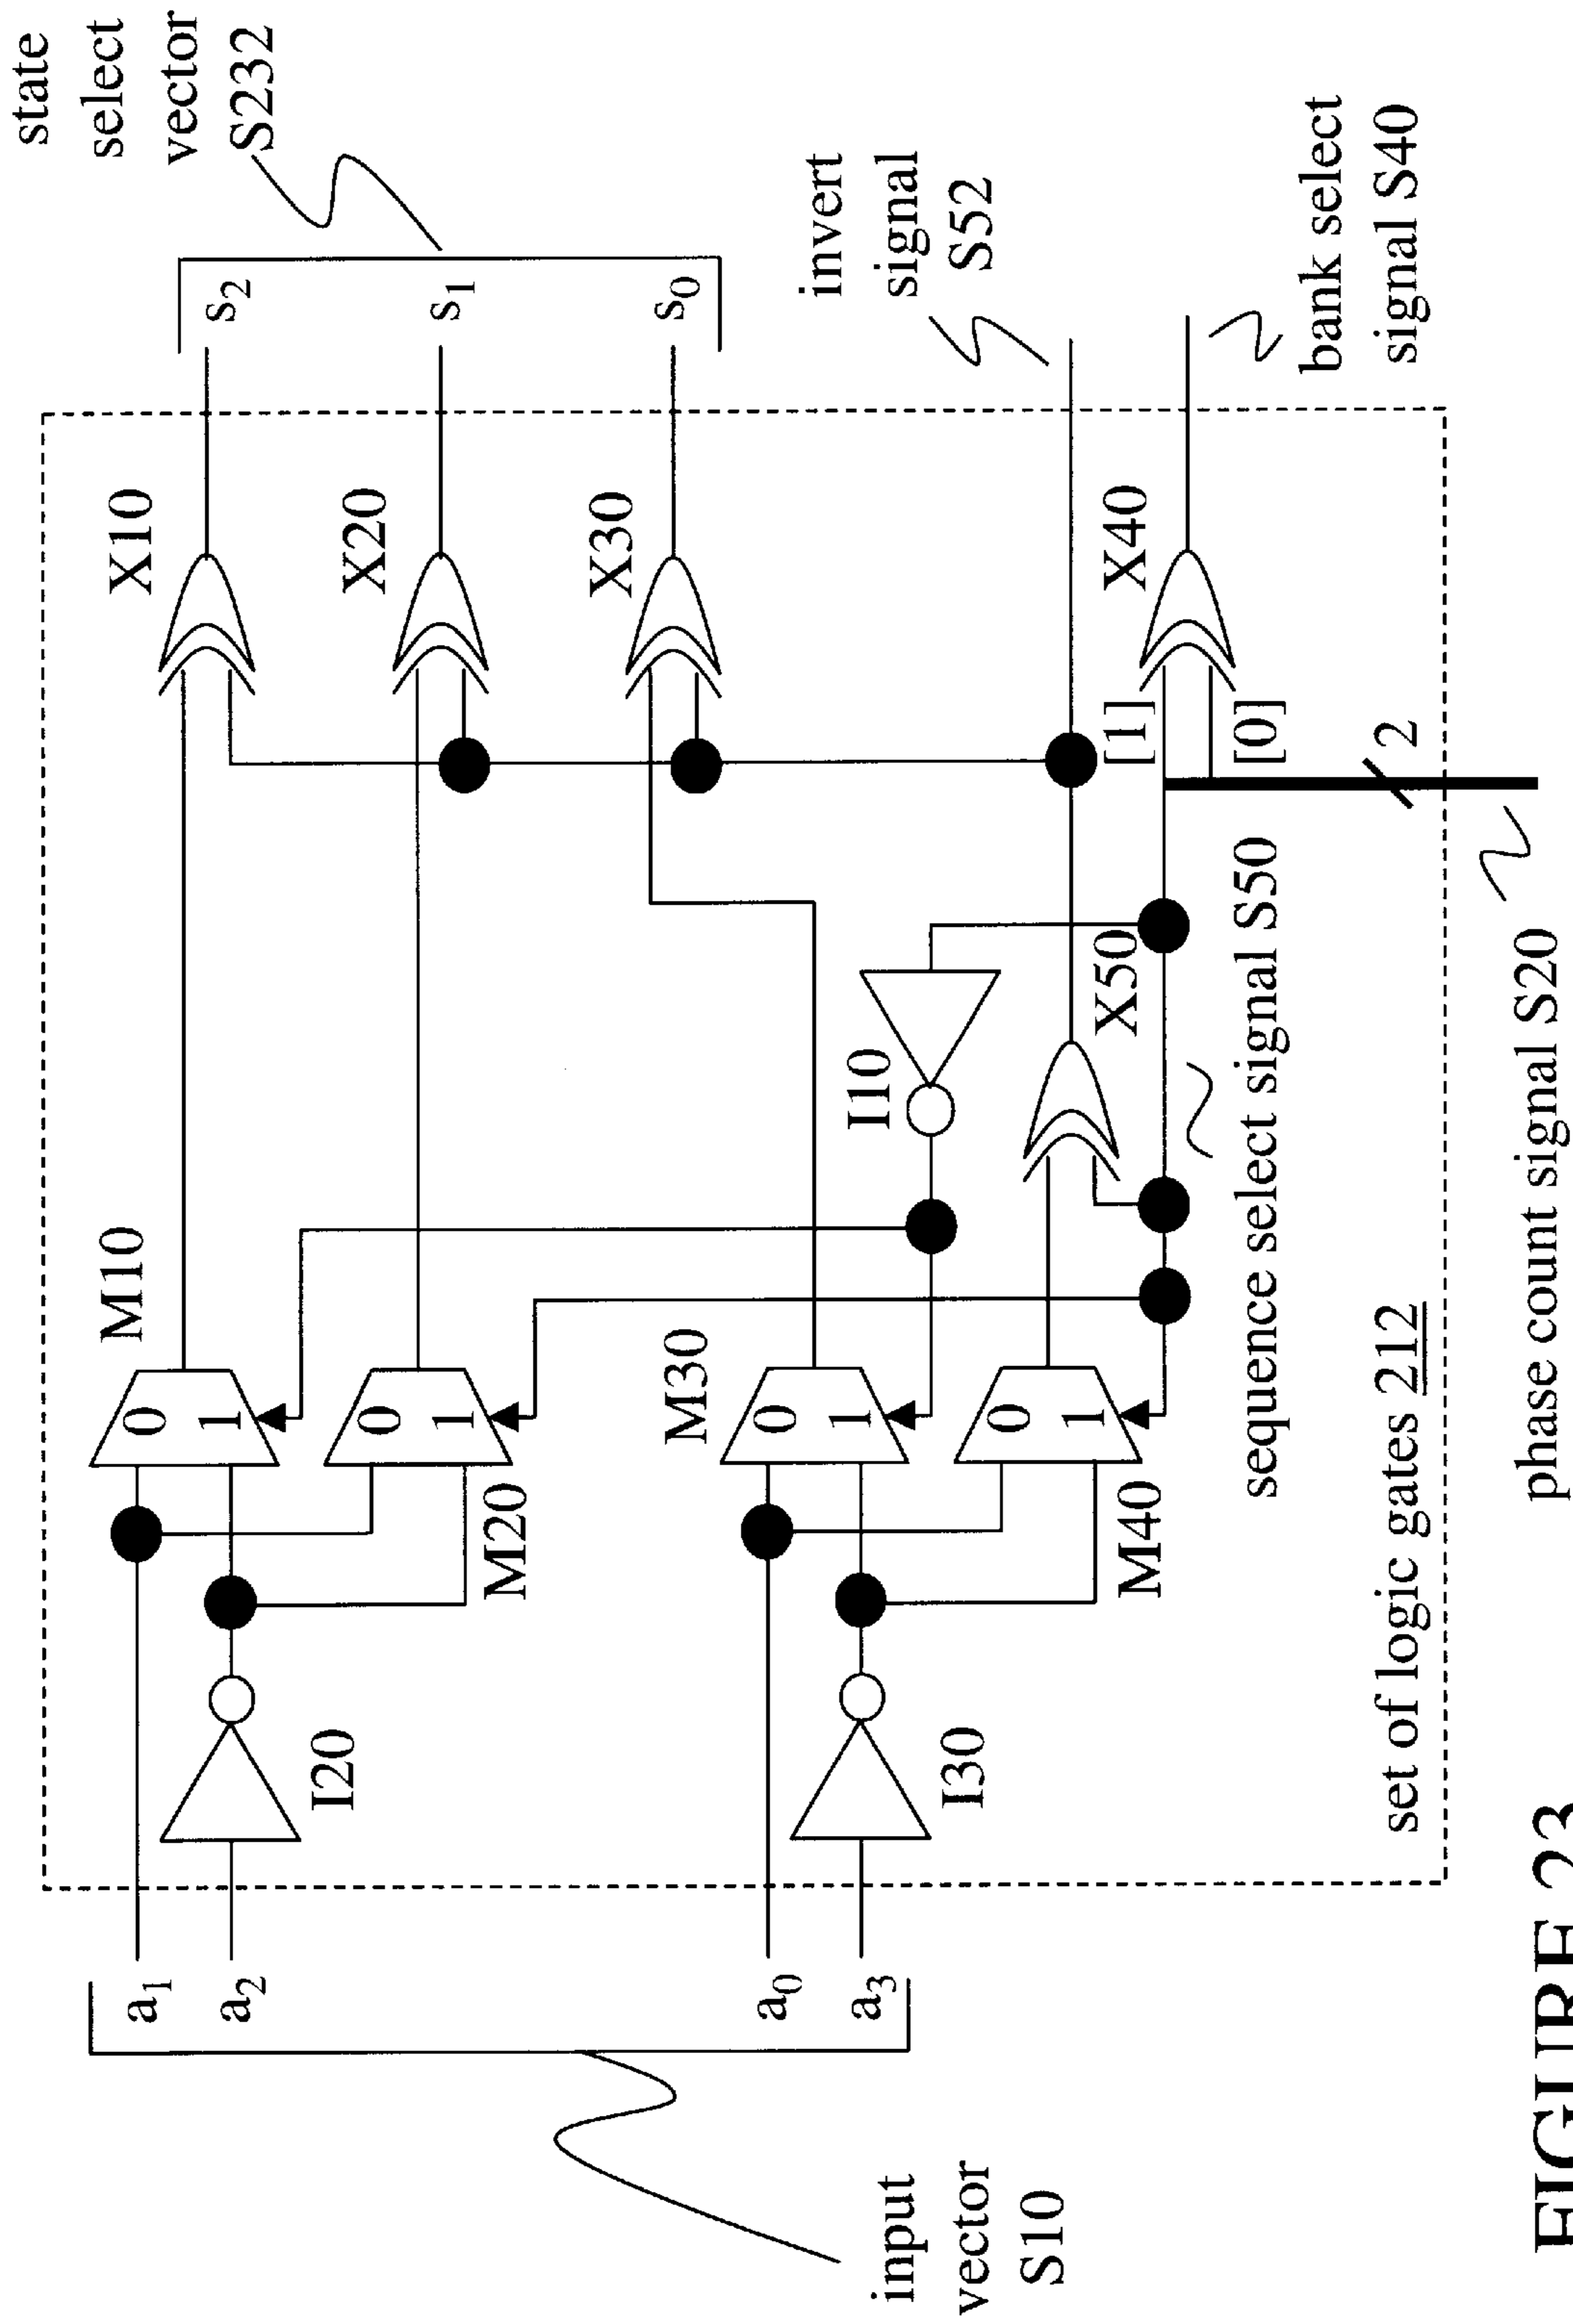 state
select
vector
S232
s2
s1
s0
invert
signal
S52
bank select
signal S40
X10
X20
X30
X40
[1]
[0]
2
X50
I10
sequence select signal S50
phase count signal S20
M10
0
1
M20
0
1
M30
0
1
M40
0
1
I20
I30
set of logic gates 212
a1
a2
a0
a3
input
vector
S10
FIGURE 23